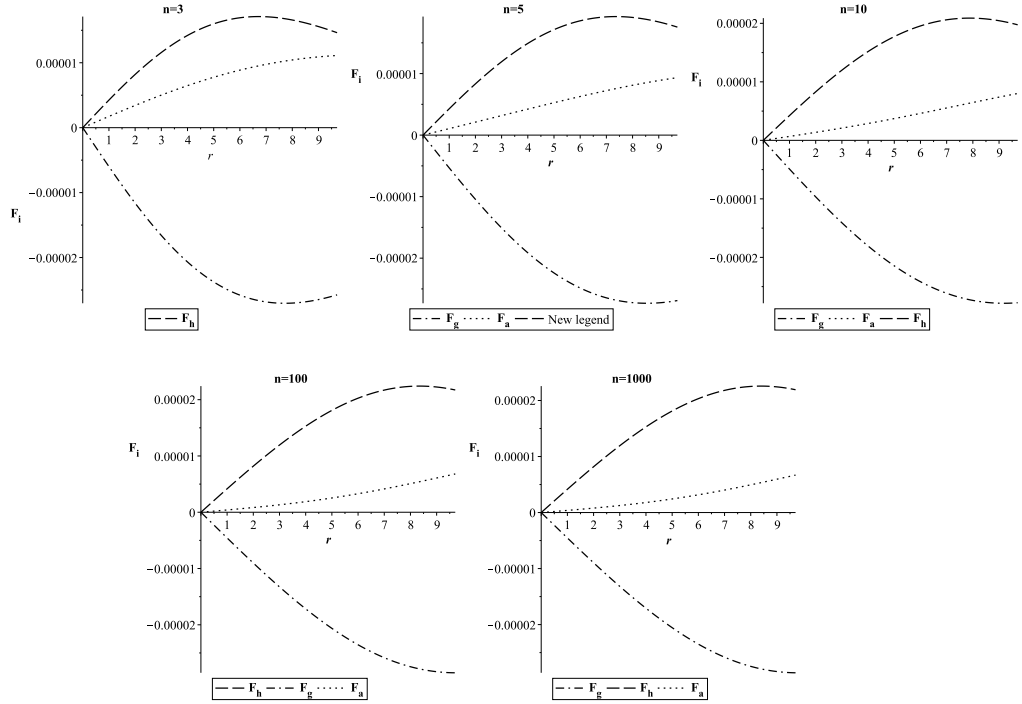 n=3
0.00001
0
-0.00001
-0.00002
1 2 3 4 5 6 7 8 9
r
F_i
F_h
n=5
F_i
0.00001
0
-0.00001
-0.00002
1 2 3 4 5 6 7 8 9
r
F_g F_a New legend
n=10
0.00002
F_i
0.00001
0
-0.00001
-0.00002
1 2 3 4 5 6 7 8 9
r
F_g F_a F_h
n=100
0.00002
F_i
0.00001
0
-0.00001
-0.00002
1 2 3 4 5 6 7 8 9
r
F_h F_g F_a
n=1000
0.00002
F_i
0.00001
0
-0.00001
-0.00002
1 2 3 4 5 6 7 8 9
r
F_g F_h F_a